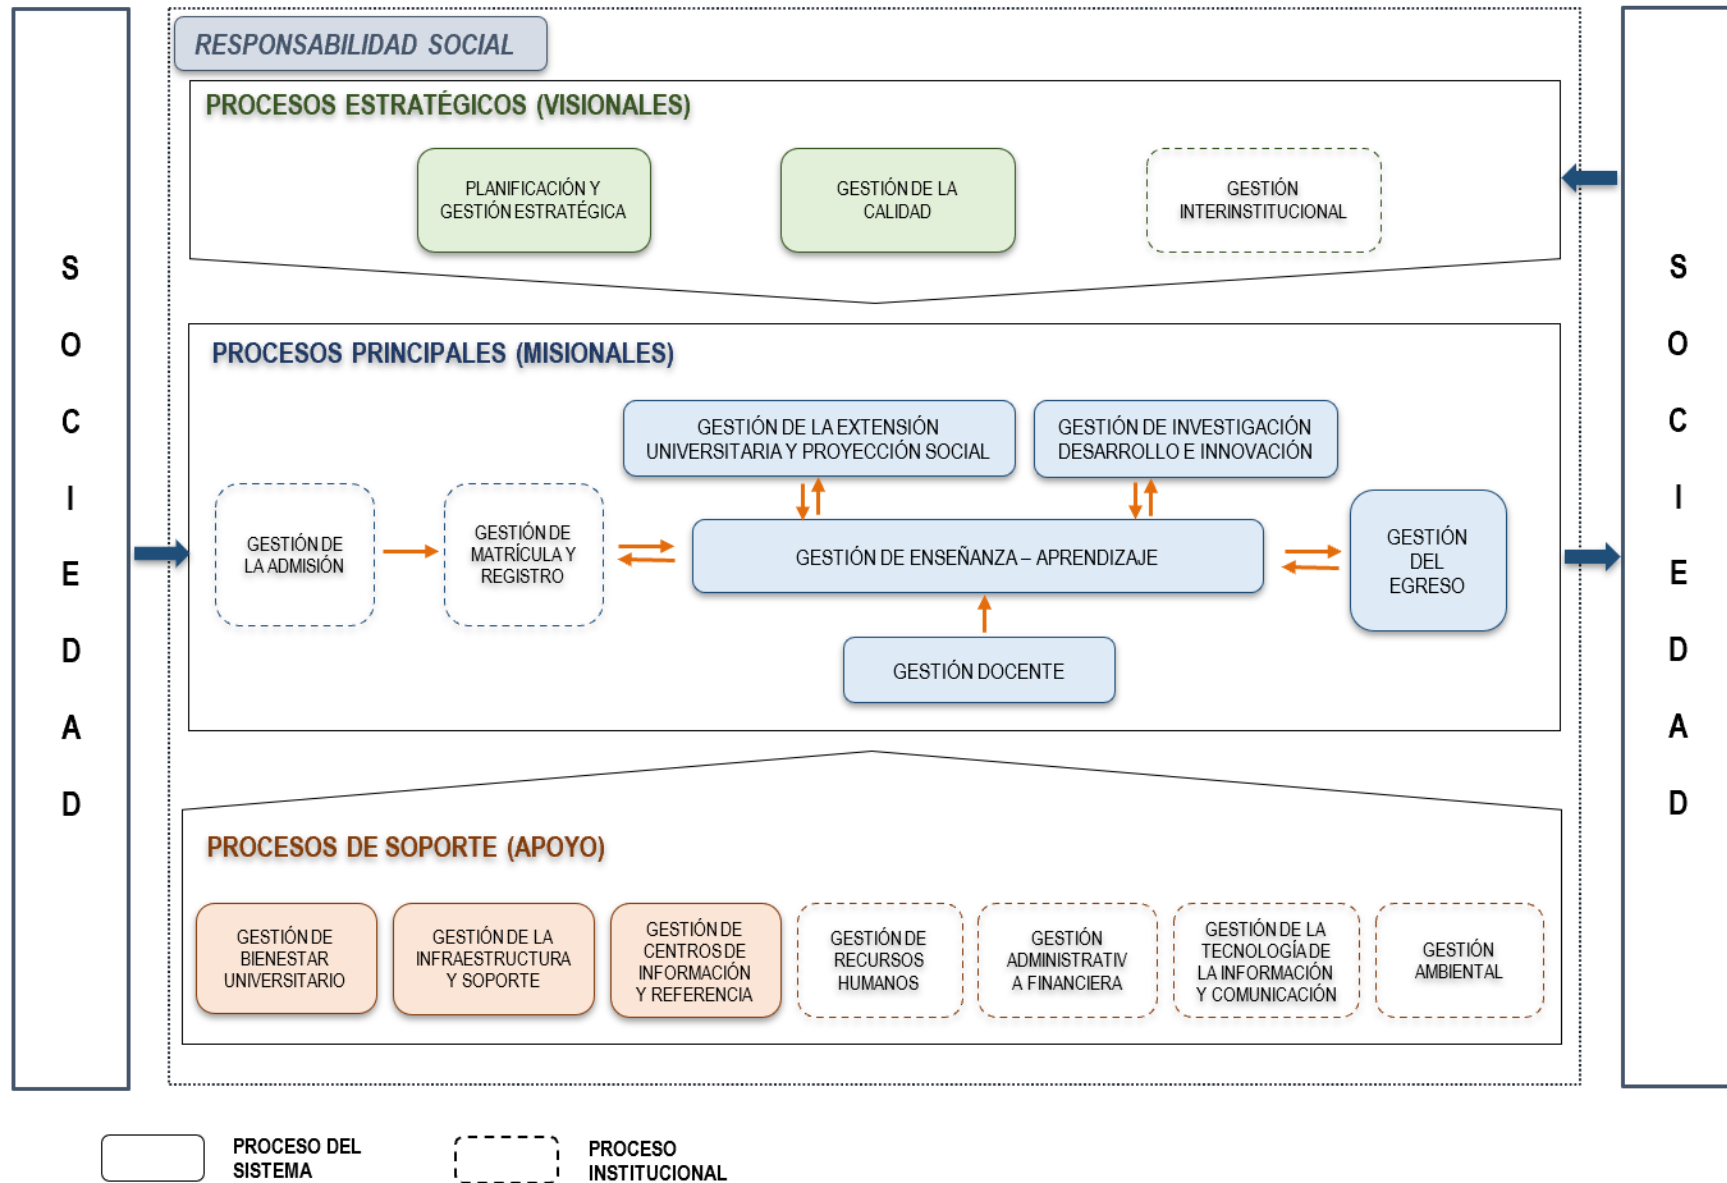 RESPONSABILIDAD SOCIAL
PROCESOS ESTRATÉGICOS (VISIONALES)
PLANIFICACIÓN Y
GESTIÓN ESTRATÉGICA
GESTIÓN DE LA
CALIDAD
GESTIÓN
INTERINSTITUCIONAL
S
O
C
I
E
D
A
D
PROCESOS PRINCIPALES (MISIONALES)
GESTIÓN DE LA EXTENSIÓN
UNIVERSITARIA Y PROYECCIÓN SOCIAL
GESTIÓN DE INVESTIGACIÓN
DESARROLLO E INNOVACIÓN
GESTIÓN DE
LA ADMISIÓN
GESTIÓN DE
MATRÍCULA Y
REGISTRO
GESTIÓN DE ENSEÑANZA – APRENDIZAJE
GESTIÓN
DEL
EGRESO
GESTIÓN DOCENTE
S
O
C
I
E
D
A
D
PROCESOS DE SOPORTE (APOYO)
GESTIÓN DE
BIENESTAR
UNIVERSITARIO
GESTIÓN DE LA
INFRAESTRUCTURA
Y SOPORTE
GESTIÓN DE
CENTROS DE
INFORMACIÓN
Y REFERENCIA
GESTIÓN DE
RECURSOS
HUMANOS
GESTIÓN
ADMINISTRATIV
A FINANCIERA
GESTIÓN DE LA
TECNOLOGÍA DE
LA INFORMACIÓN
Y COMUNICACIÓN
GESTIÓN
AMBIENTAL
PROCESO DEL
SISTEMA
PROCESO
INSTITUCIONAL